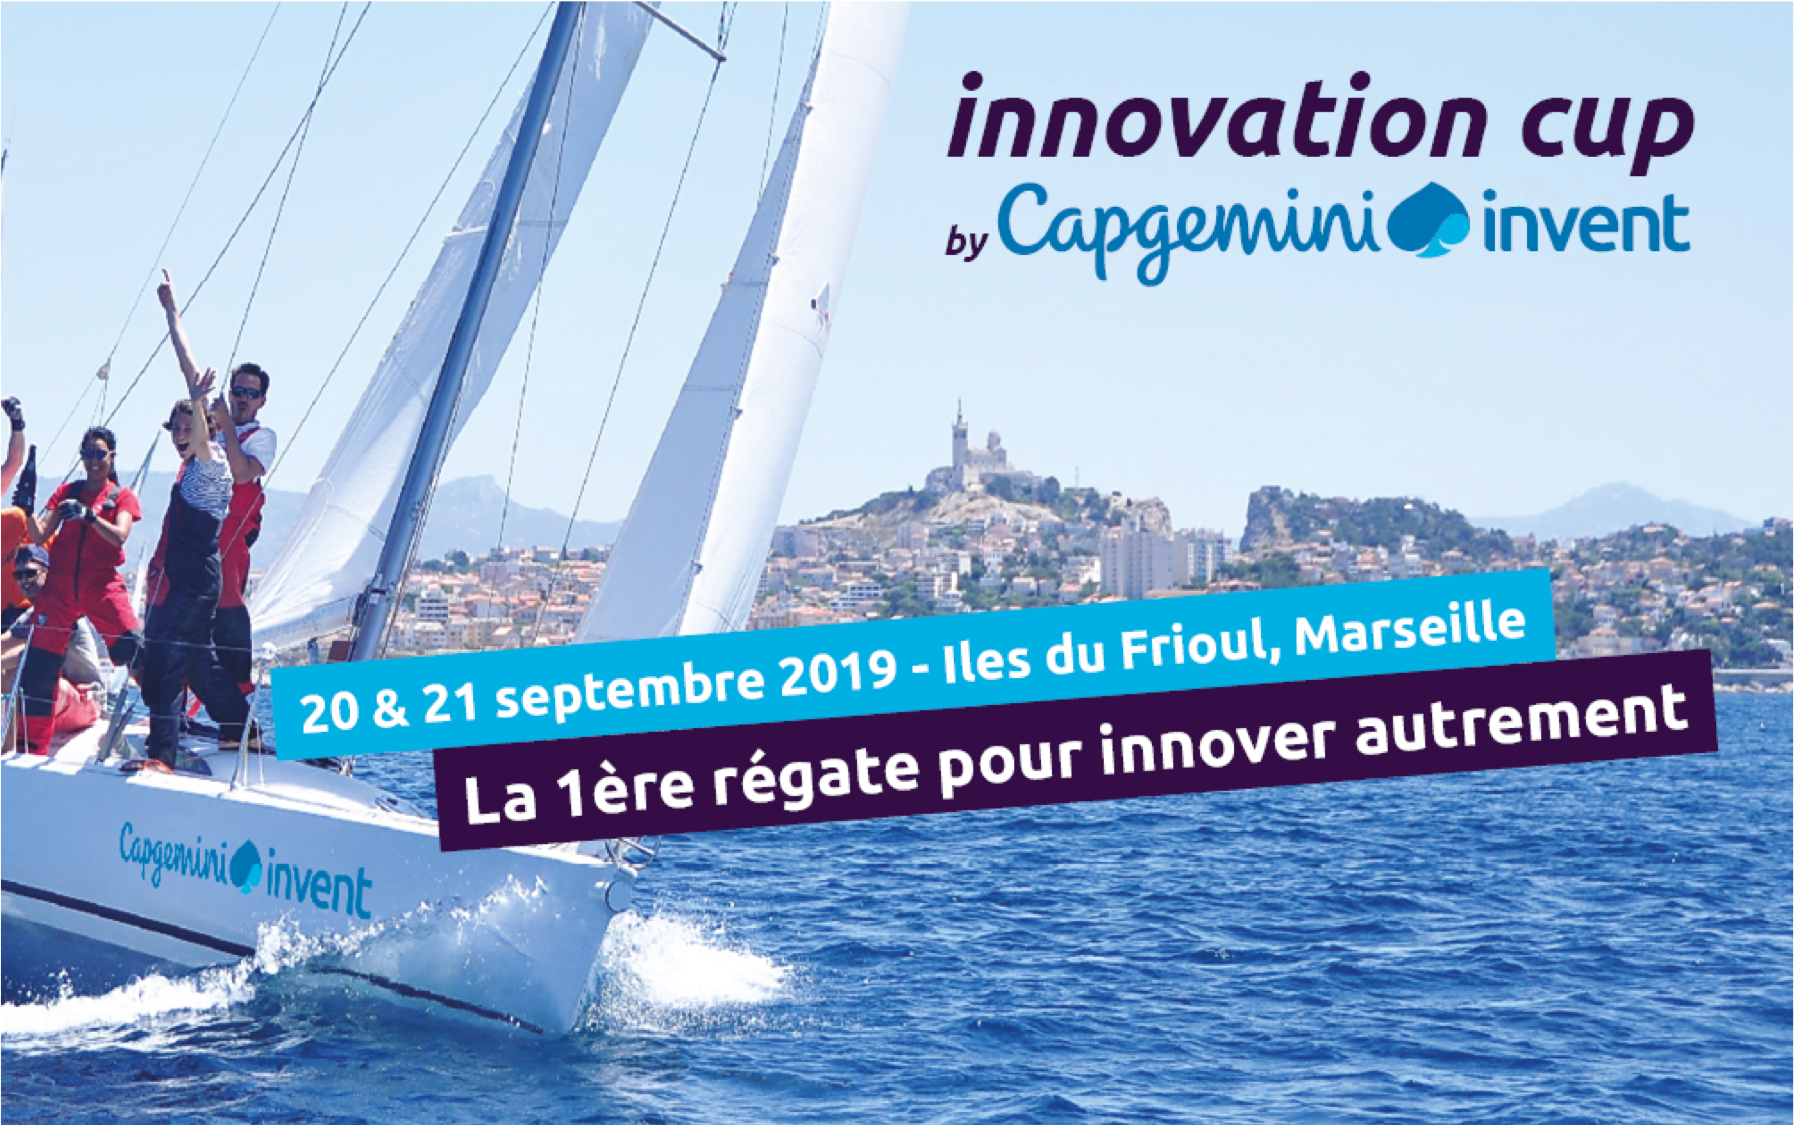 innovation cup
by Capgemini invent
20 & 21 septembre 2019 - Iles du Frioul, Marseille
La 1ère régate pour innover autrement
Capgemini invent